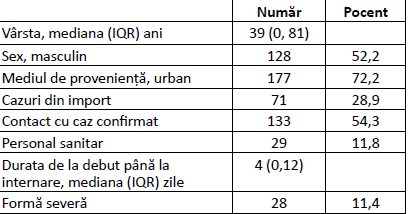 Număr Pocent
Vârsta, mediana (IQR) ani 39 (0, 81)
Sex, masculin 128 52,2
Mediul de proveniență, urban 177 72,2
Cazuri din import 71 28,9
Contact cu caz confirmat 133 54,3
Personal sanitar 29 11,8
Durata de la debut până la
internare, mediana (IQR) zile 4 (0,12)
Formă severă 28 11,4